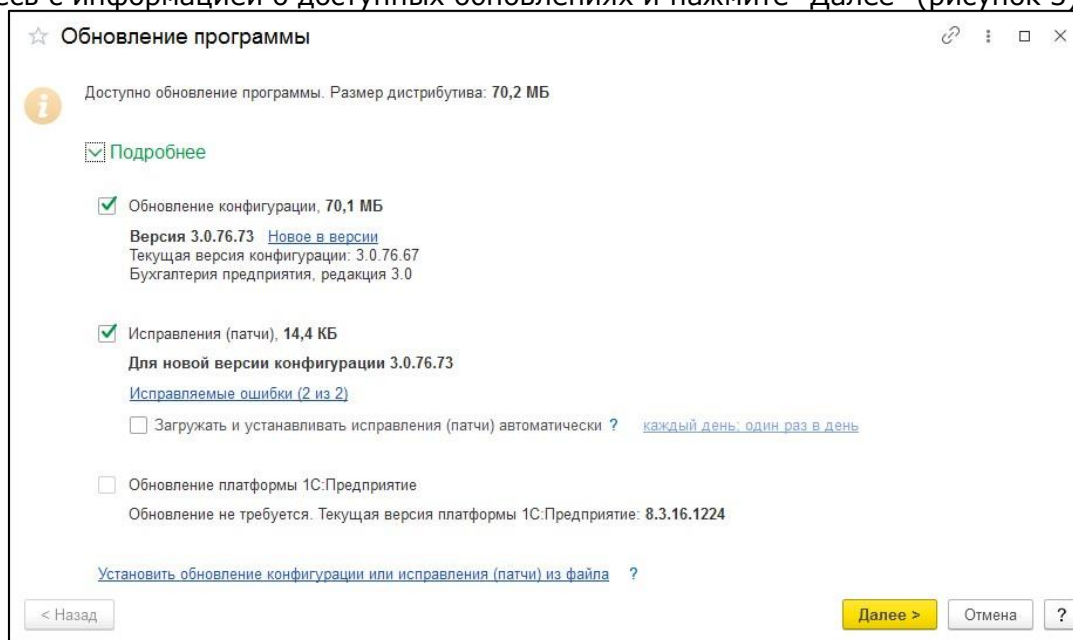 с информацией о доступных обновлениях и нажмите "Далее" (рисунок 3)
Обновление программы
Доступно обновление программы. Размер дистрибутива: 70,2 МБ
Подробнее
Обновление конфигурации, 70,1 МБ
Версия 3.0.76.73 Новое в версии
Текущая версия конфигурации: 3.0.76.67
Бухгалтерия предприятия, редакция 3.0
Исправления (патчи), 14,4 КБ
Для новой версии конфигурации 3.0.76.73
Исправляемые ошибки (2 из 2)
Загружать и устанавливать исправления (патчи) автоматически ? каждый день; один раз в день
Обновление платформы 1С:Предприятие
Обновление не требуется. Текущая версия платформы 1С:Предприятие: 8.3.16.1224
Установить обновление конфигурации или исправления (патчи) из файла ?
< Назад Далее > Отмена ?